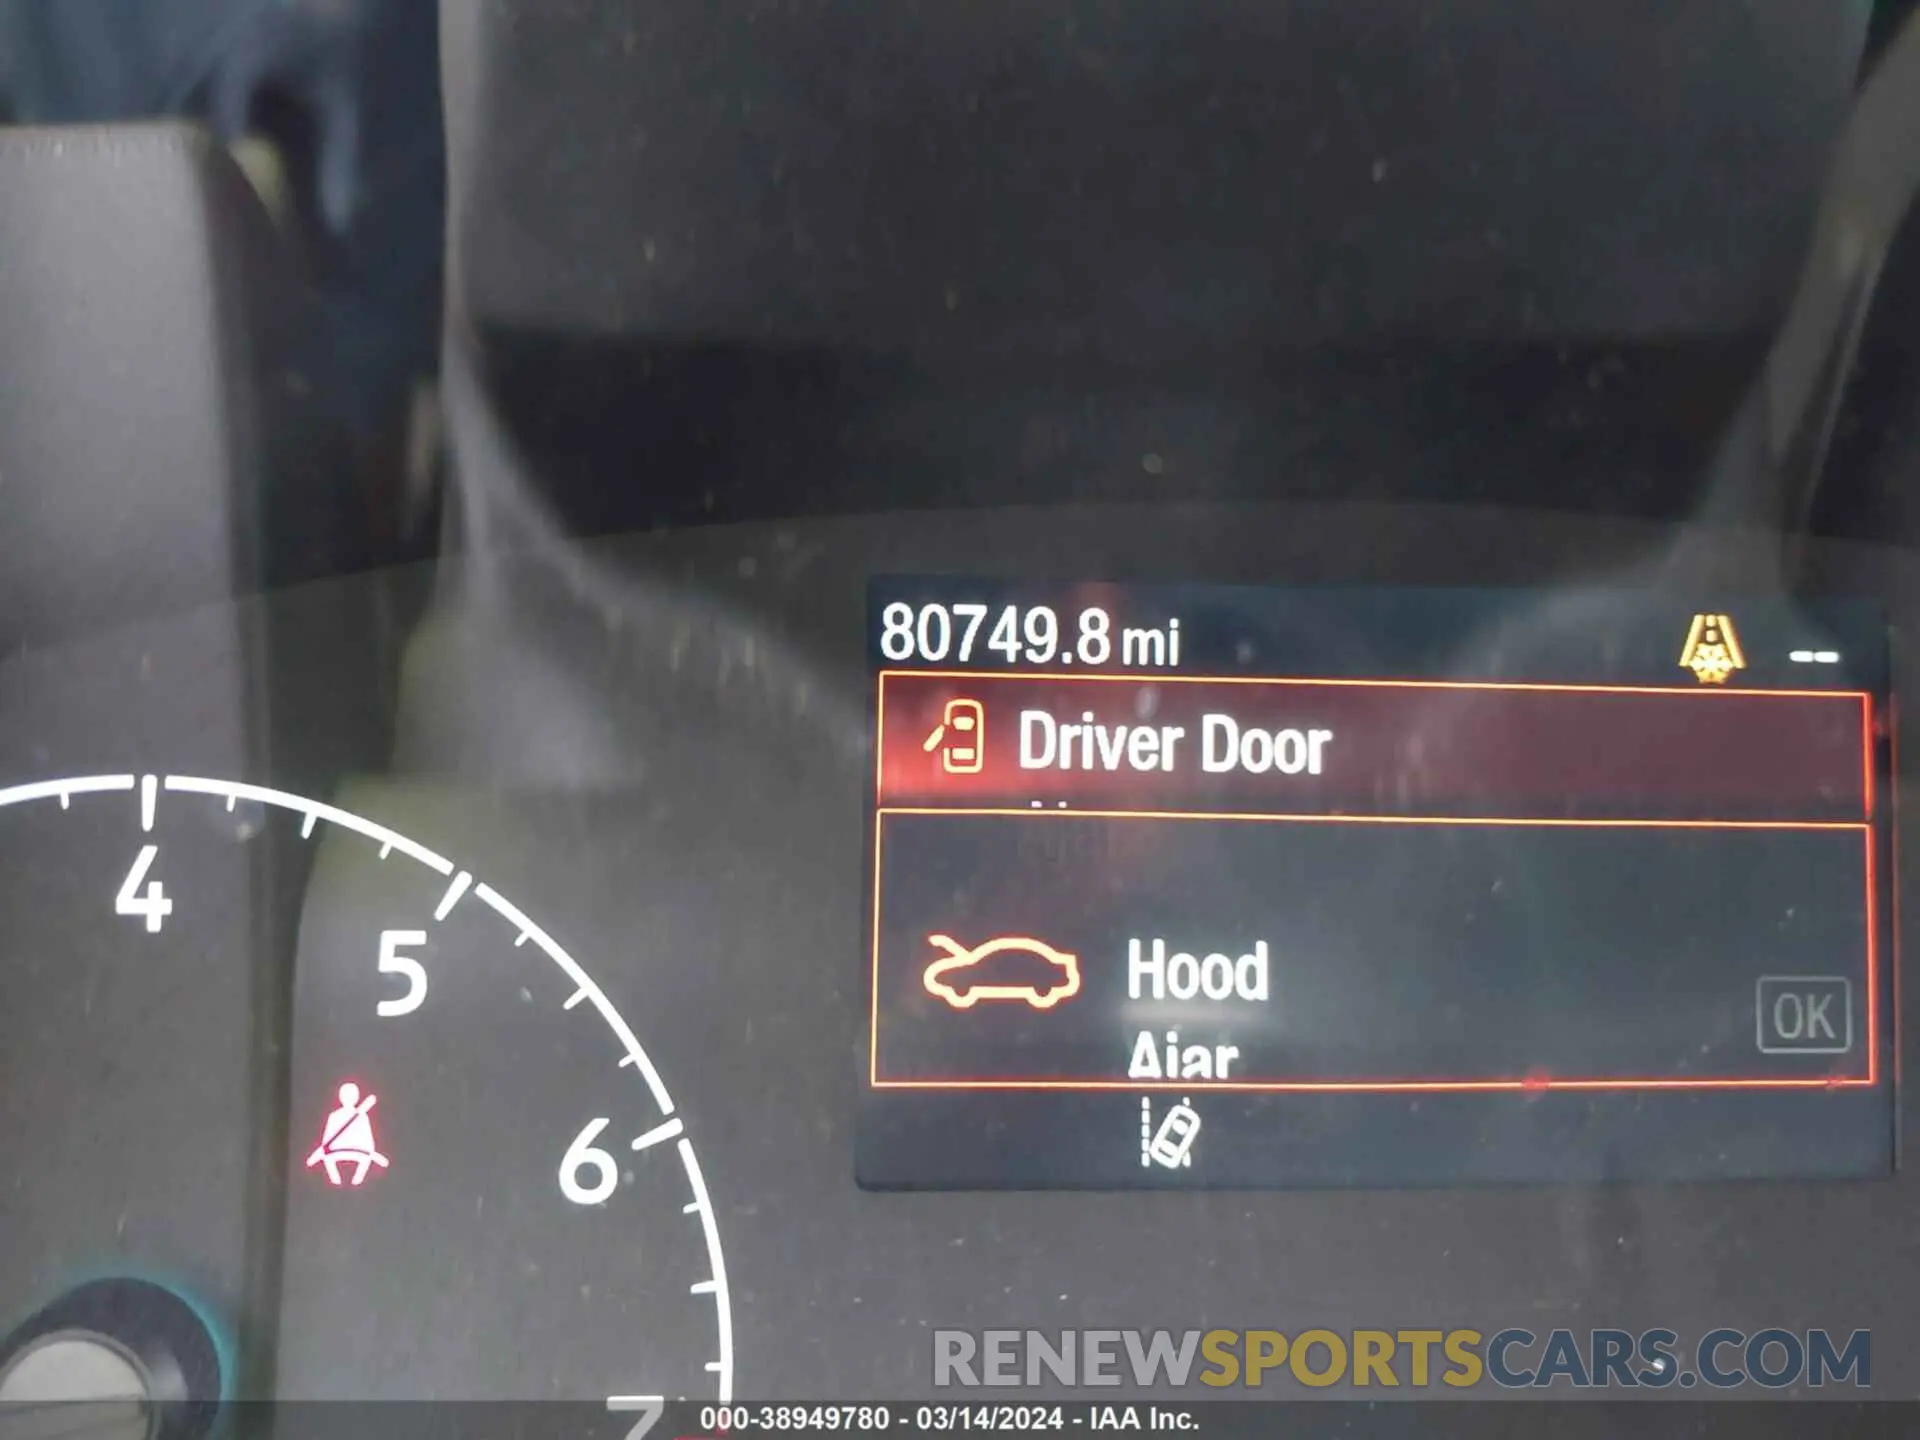 80749.8 mi
--
Driver Door
Hood
Ajar
OK
4
5
6
7
RENEWSPORTSCARS.COM
000-38949780 - 03/14/2024 - IAA Inc.